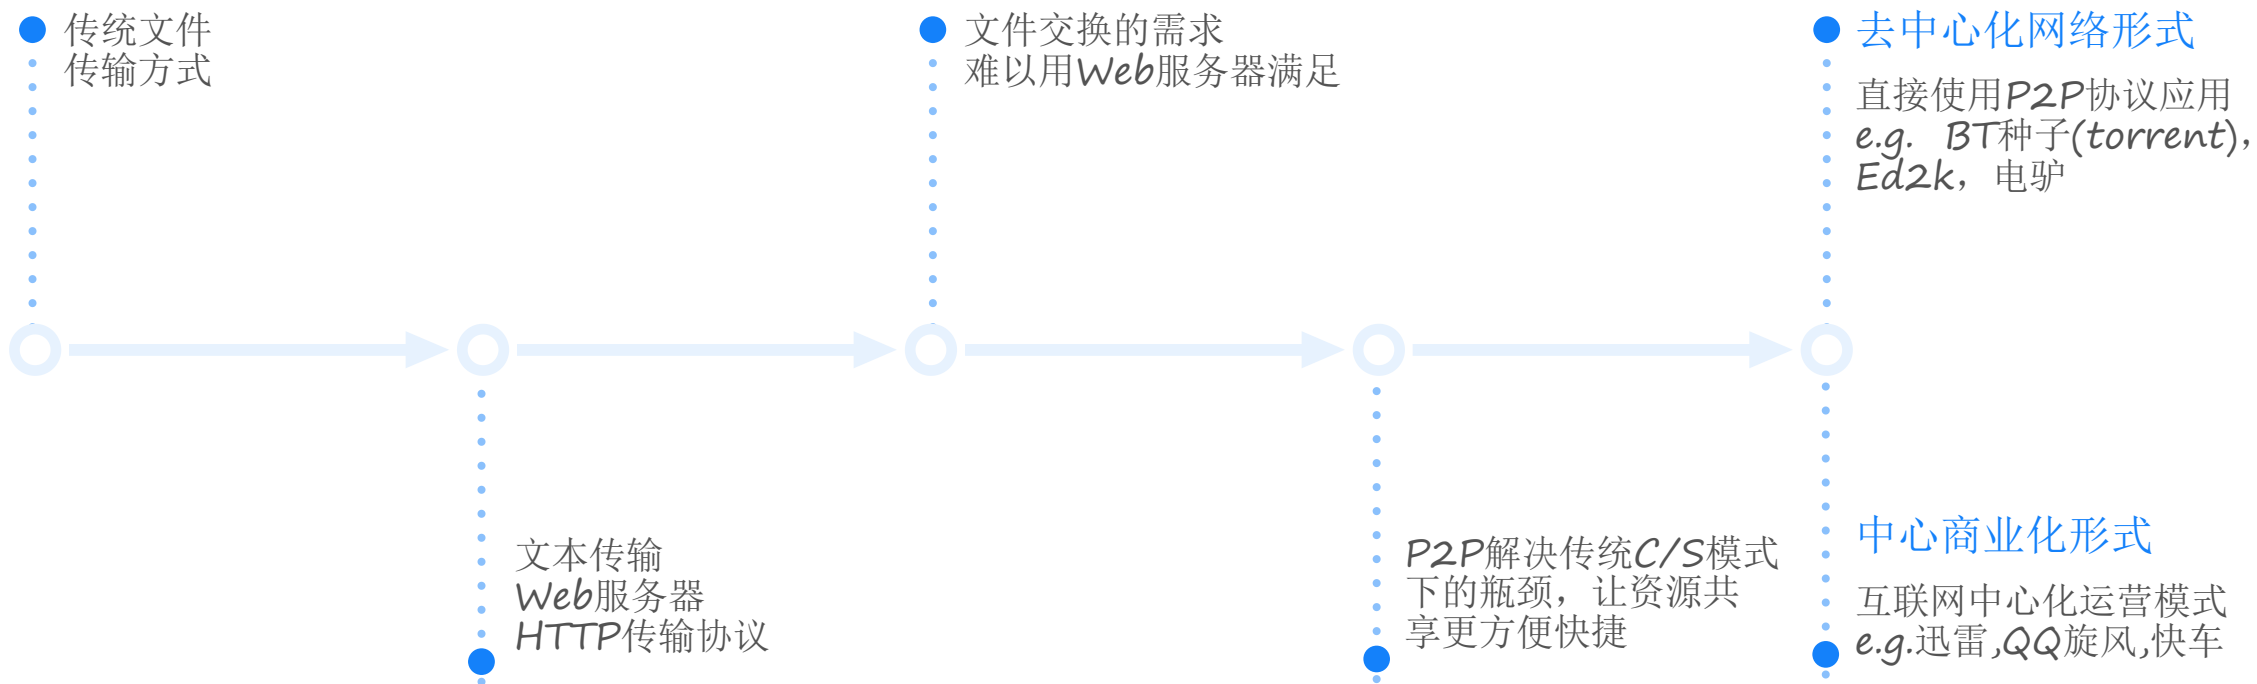 传统文件
传输方式
文本传输
Web服务器
HTTP传输协议
文件交换的需求
难以用Web服务器满足
P2P解决传统C/S模式
下的瓶颈，让资源共
享更方便快捷
去中心化网络形式
直接使用P2P协议应用
e.g. BT种子(torrent),
Ed2k，电驴
中心商业化形式
互联网中心化运营模式
e.g.迅雷,QQ旋风,快车